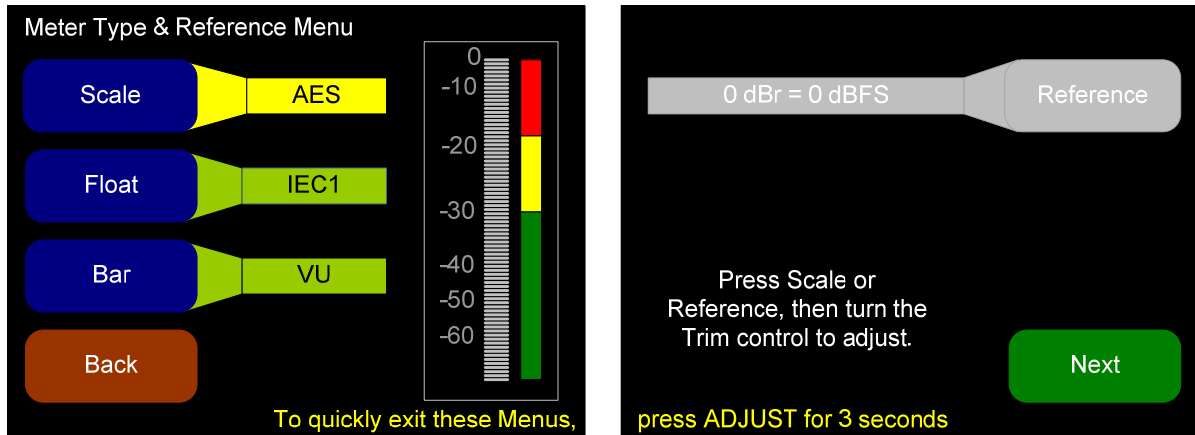 Meter Type & Reference Menu
Scale
AES
Float
IEC1
Bar
VU
Back
0
-10
-20
-30
-40
-50
-60
To quickly exit these Menus,
0 dBr = 0 dBFS
Reference
Press Scale or
Reference, then turn the
Trim control to adjust.
Next
press ADJUST for 3 seconds